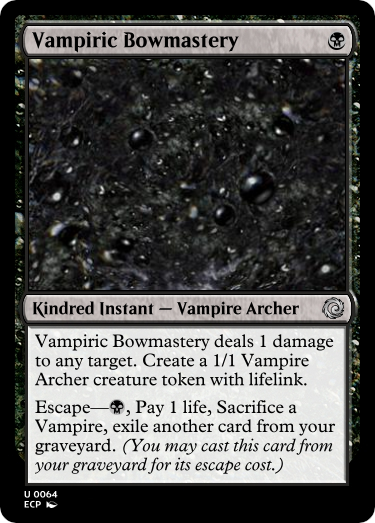 Vampiric Bowmastery
Kindred Instant — Vampire Archer
Vampiric Bowmastery deals 1 damage
to any target. Create a 1/1 Vampire
Archer creature token with lifelink.
Escape—, Pay 1 life, Sacrifice a
Vampire, exile another card from your
graveyard. (You may cast this card from
your graveyard for its escape cost.)
U 0064
ECP